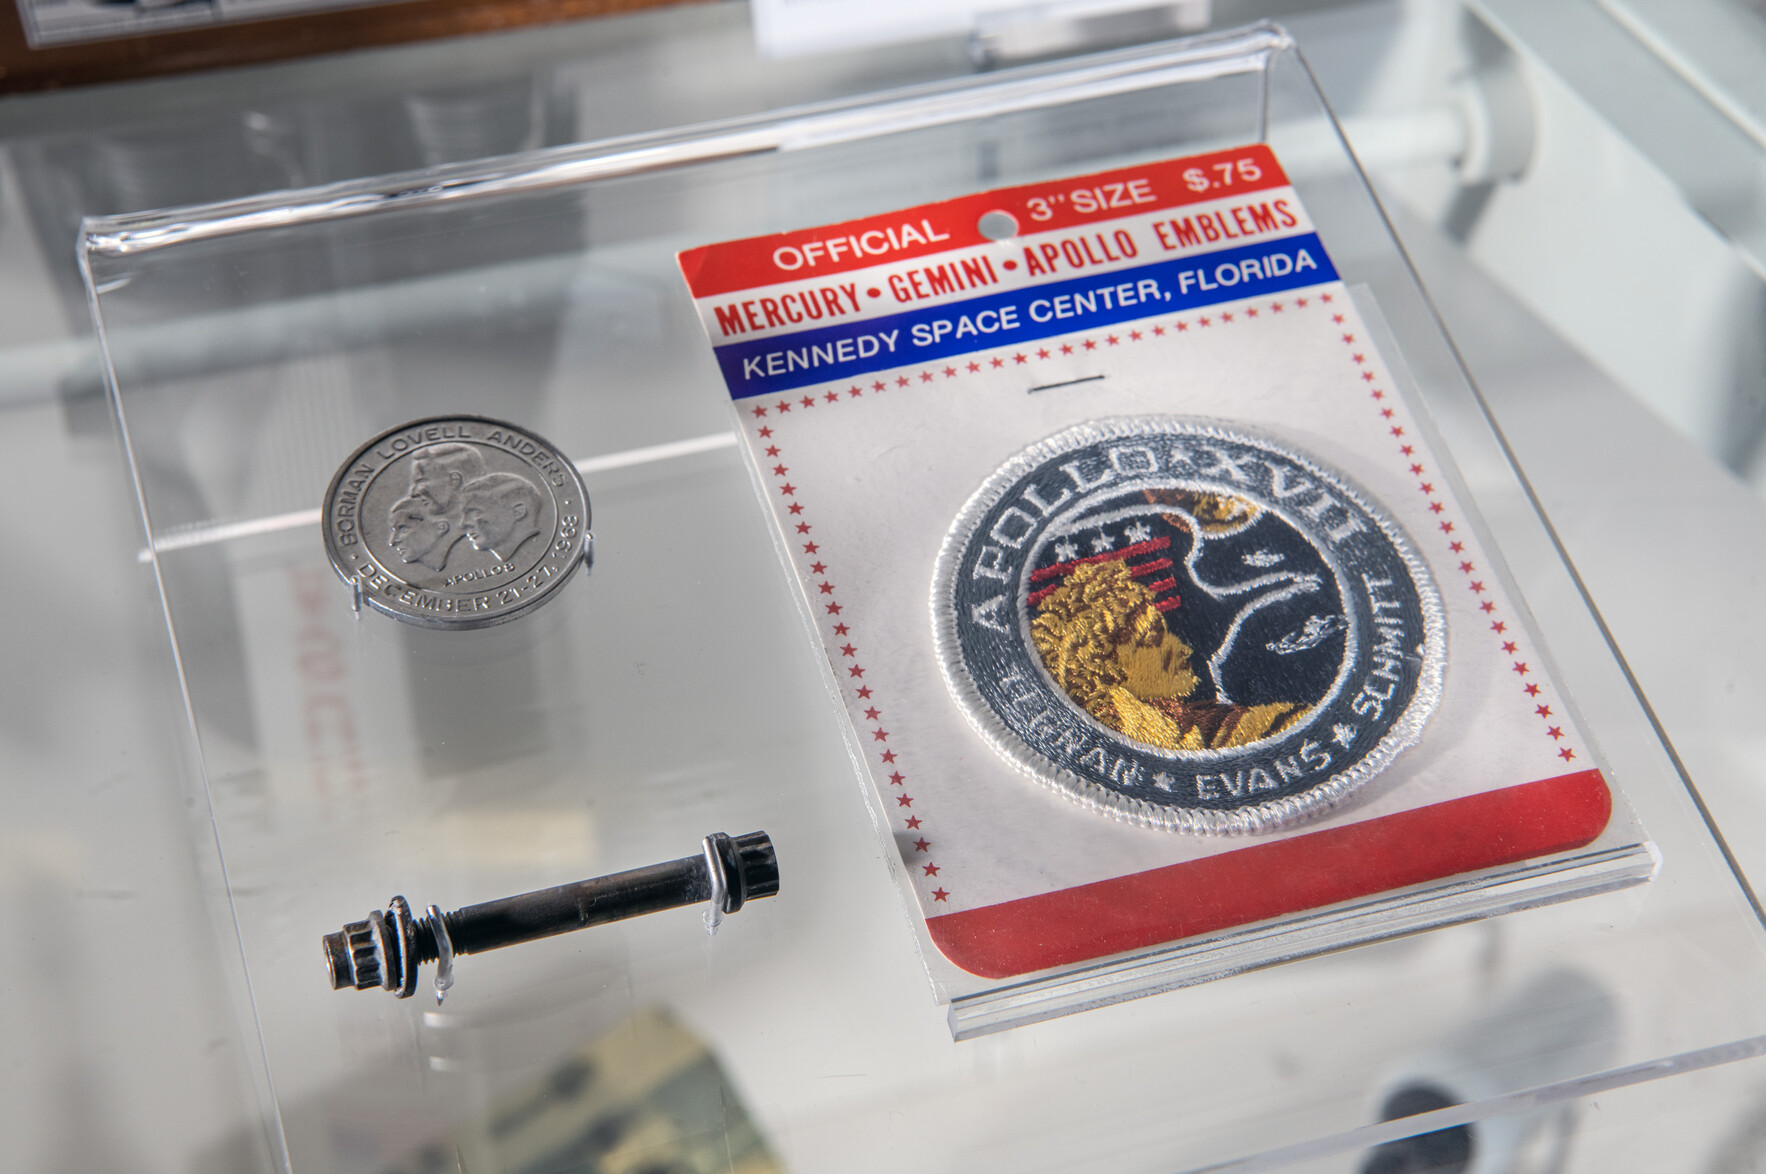 OFFICIAL 3" SIZE $.75
MERCURY • GEMINI • APOLLO EMBLEMS
KENNEDY SPACE CENTER, FLORIDA
APOLLO ★ XVII
CERNAN ★ EVANS ★ SCHMITT
BORMAN LOVELL ANDERS
APOLLO 8
DECEMBER 21-27, 1968